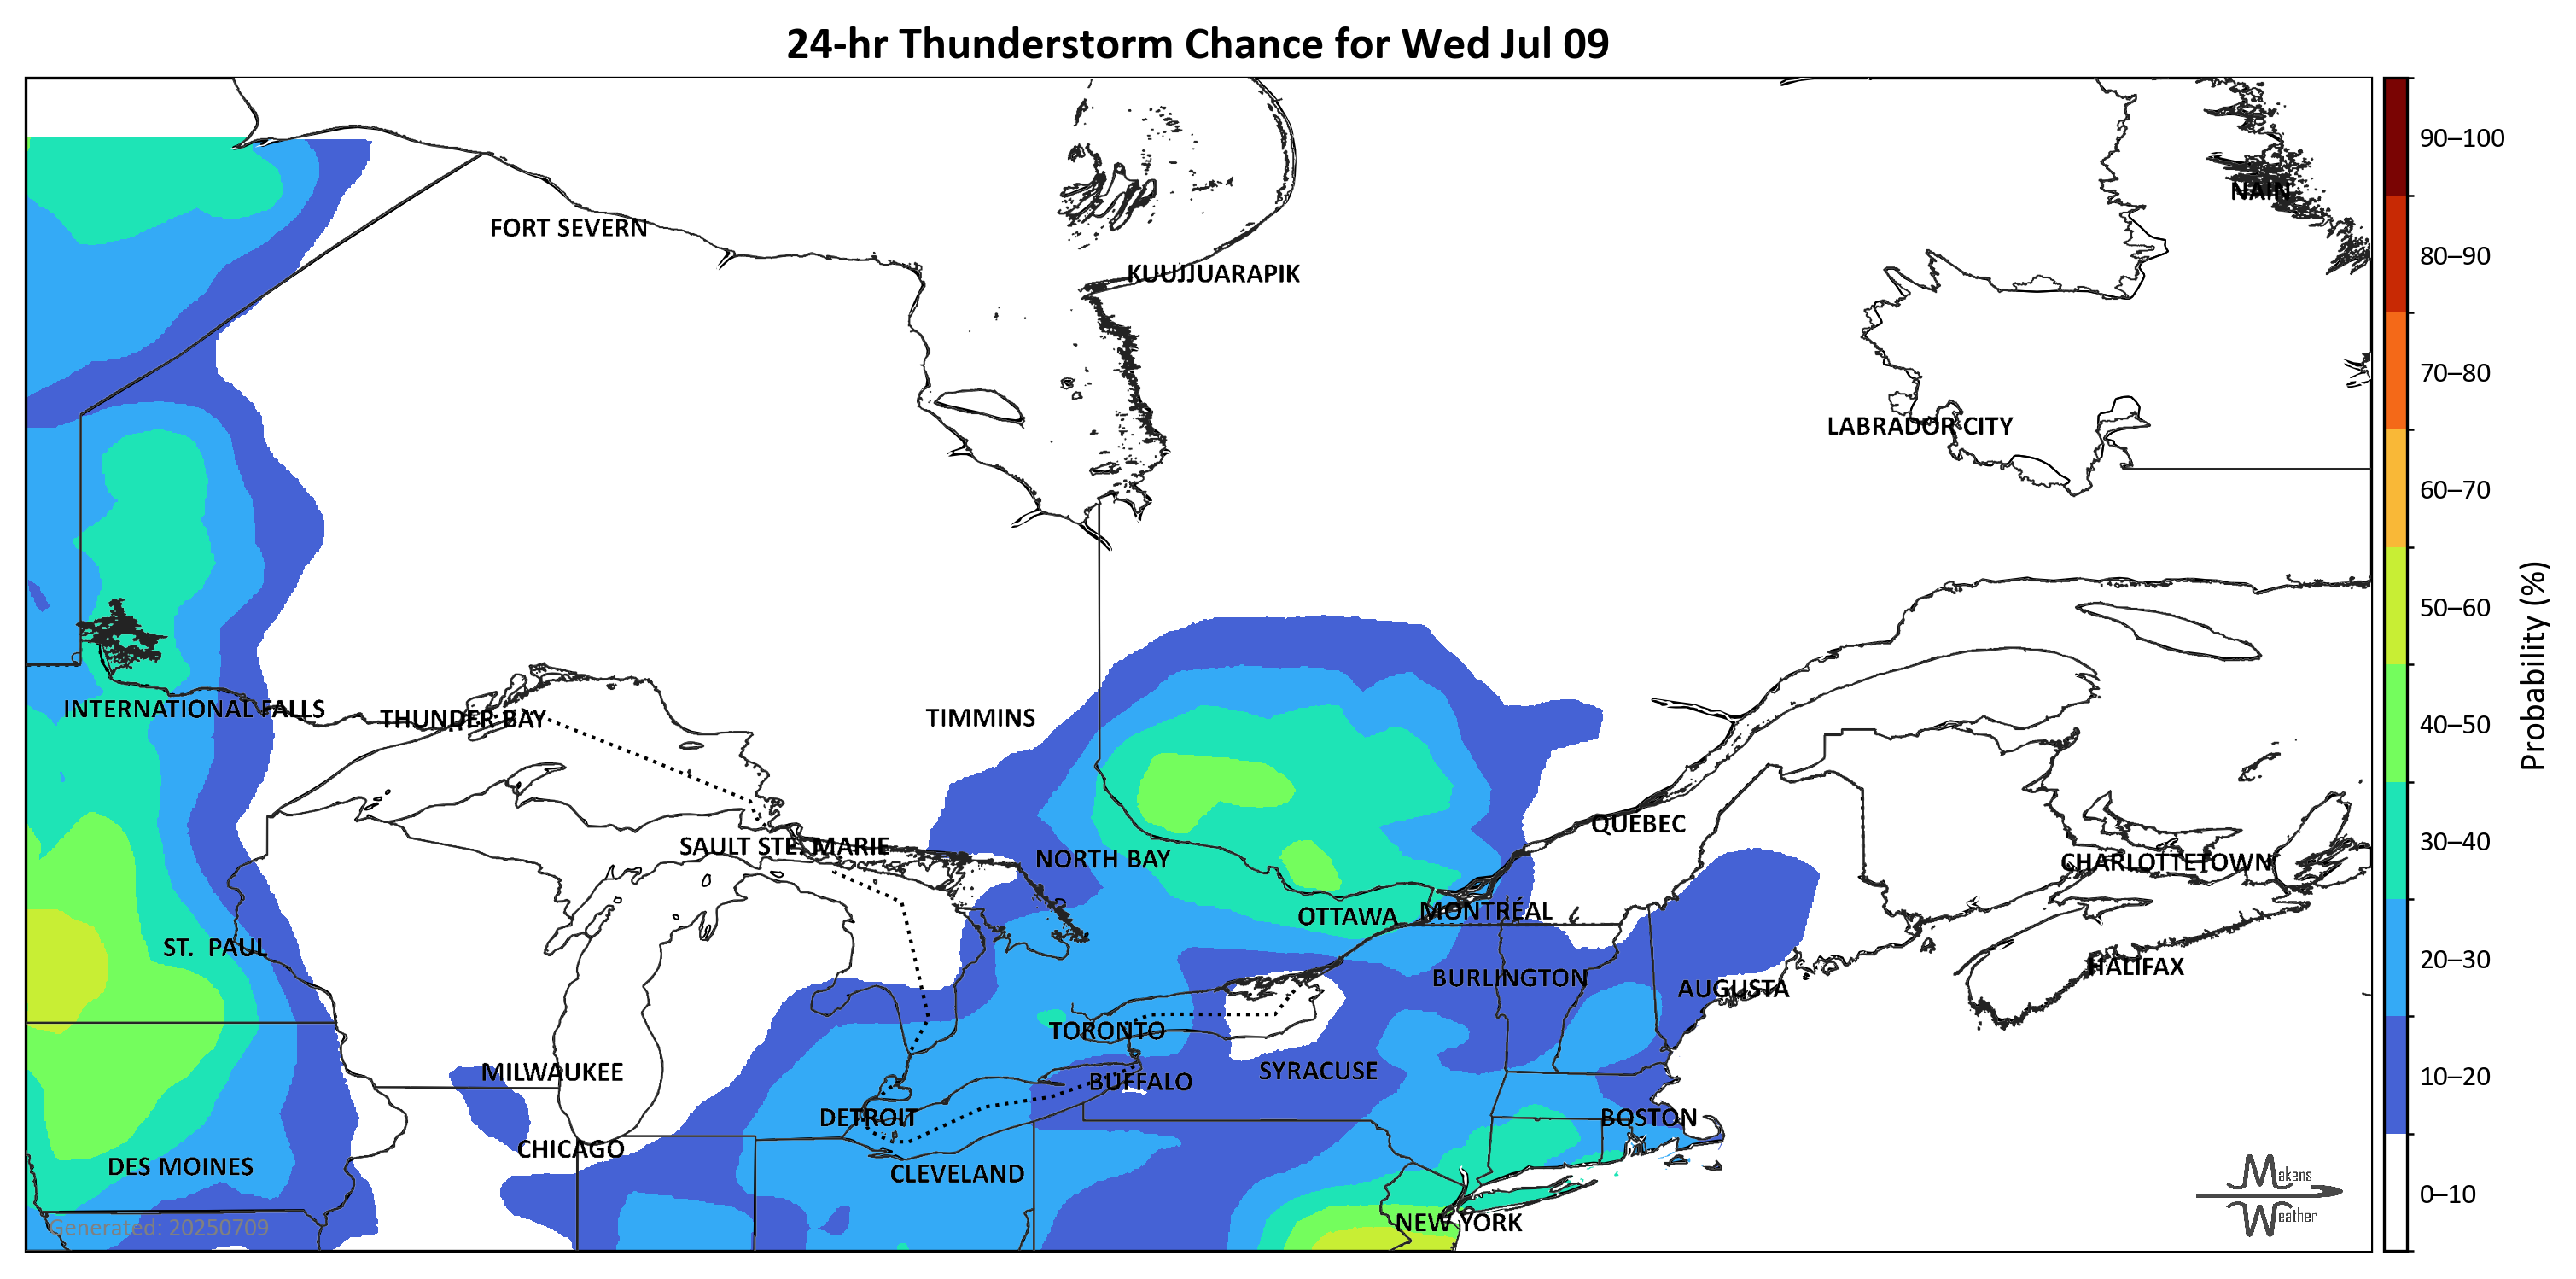 24-hr Thunderstorm Chance for Wed Jul 09
90–100
NAIN
FORT SEVERN
80–90
KUUJJUARAPIK
70–80
LABRADOR CITY
60–70
50–60
Probability (%)
INTERNATIONAL FALLS
THUNDER BAY
TIMMINS
40–50
QUEBEC
SAULT STE. MARIE
NORTH BAY
30–40
CHARLOTTETOWN
OTTAWA
MONTRÉAL
ST. PAUL
20–30
HALIFAX
BURLINGTON
AUGUSTA
TORONTO
MILWAUKEE
SYRACUSE
10–20
BUFFALO
DETROIT
BOSTON
CHICAGO
DES MOINES
CLEVELAND
Makens
Weather
0–10
NEW YORK
Generated: 20250709